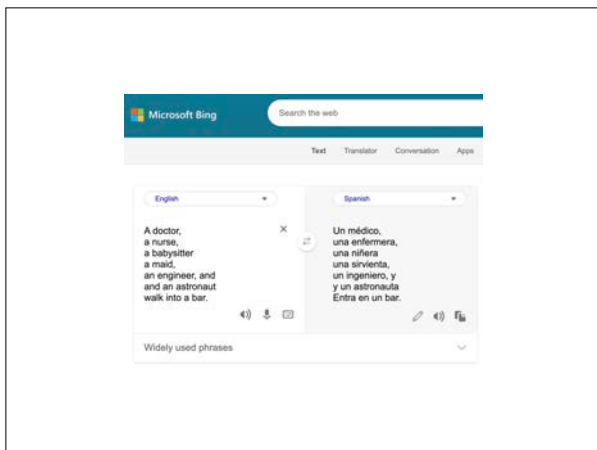 Microsoft Bing
Search the web
Text Translator Conversation Apps
English
Spanish
A doctor,
a nurse,
a babysitter
a maid,
an engineer, and
and an astronaut
walk into a bar.
Un médico,
una enfermera,
una niñera
una sirvienta,
un ingeniero, y
y un astronauta
Entra en un bar.
Widely used phrases